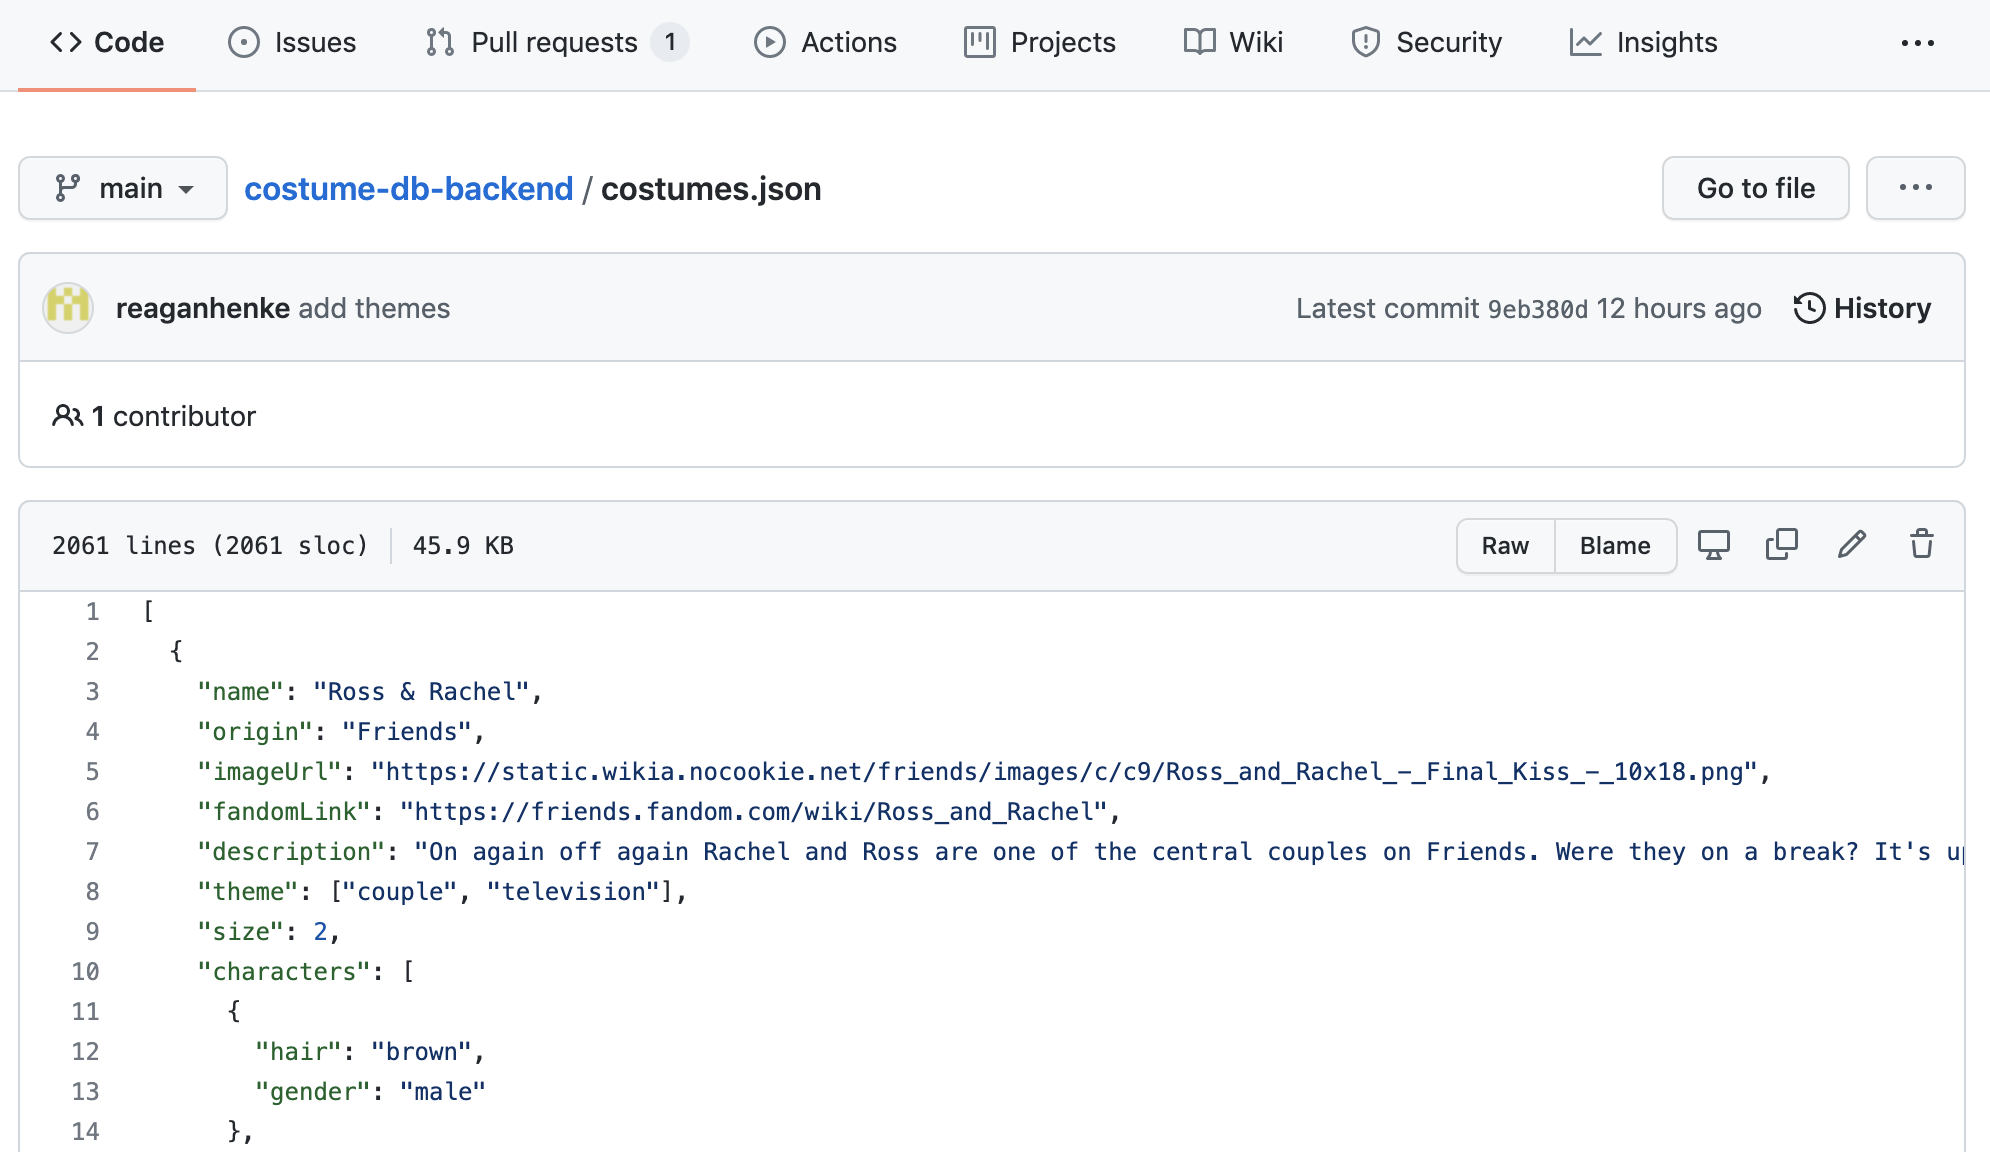 Code Issues Pull requests 1 Actions Projects Wiki Security Insights
main costume-db-backend / costumes.json Go to file
reaganhenke add themes Latest commit 9eb380d 12 hours ago History
1 contributor
2061 lines (2061 sloc) 45.9 KB Raw Blame
1 [
2 {
3 "name": "Ross & Rachel",
4 "origin": "Friends",
5 "imageUrl": "https://static.wikia.nocookie.net/friends/images/c/c9/Ross_and_Rachel_-_Final_Kiss_-_10x18.png",
6 "fandomLink": "https://friends.fandom.com/wiki/Ross_and_Rachel",
7 "description": "On again off again Rachel and Ross are one of the central couples on Friends. Were they on a break? It's
8 "theme": ["couple", "television"],
9 "size": 2,
10 "characters": [
11 {
12 "hair": "brown",
13 "gender": "male"
14 },